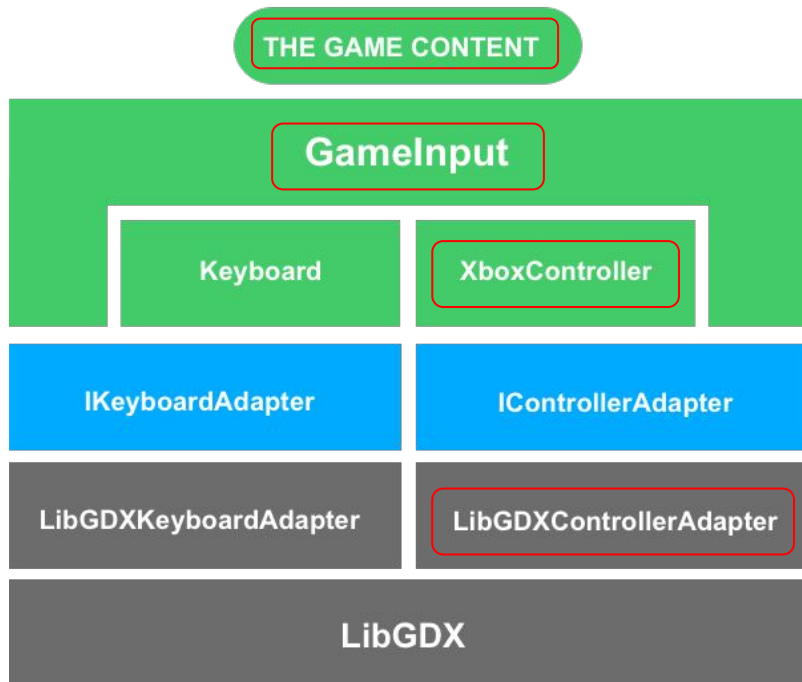 THE GAME CONTENT
GameInput
Keyboard
XboxController
IKeyboardAdapter
IControllerAdapter
LibGDXKeyboardAdapter
LibGDXControllerAdapter
LibGDX